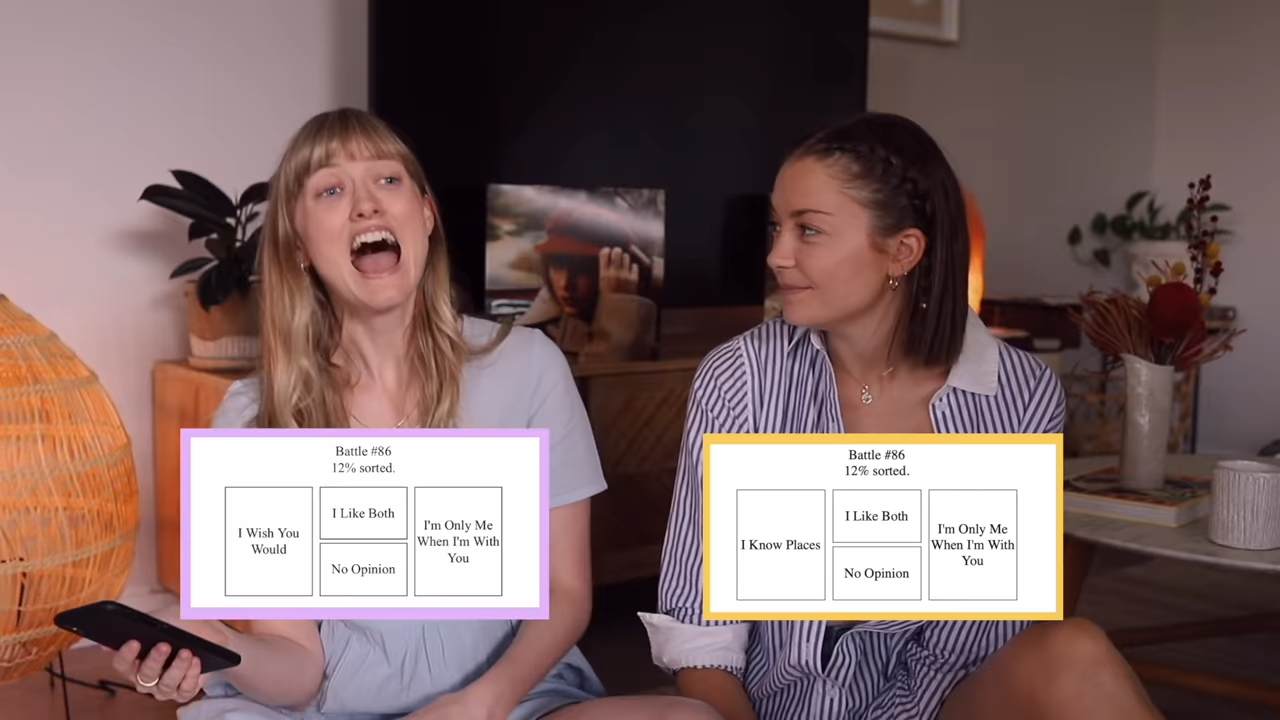 Battle #86
12% sorted.
I Wish You
Would
I Like Both
No Opinion
I'm Only Me
When I'm With
You
Battle #86
12% sorted.
I Know Places
I Like Both
No Opinion
I'm Only Me
When I'm With
You